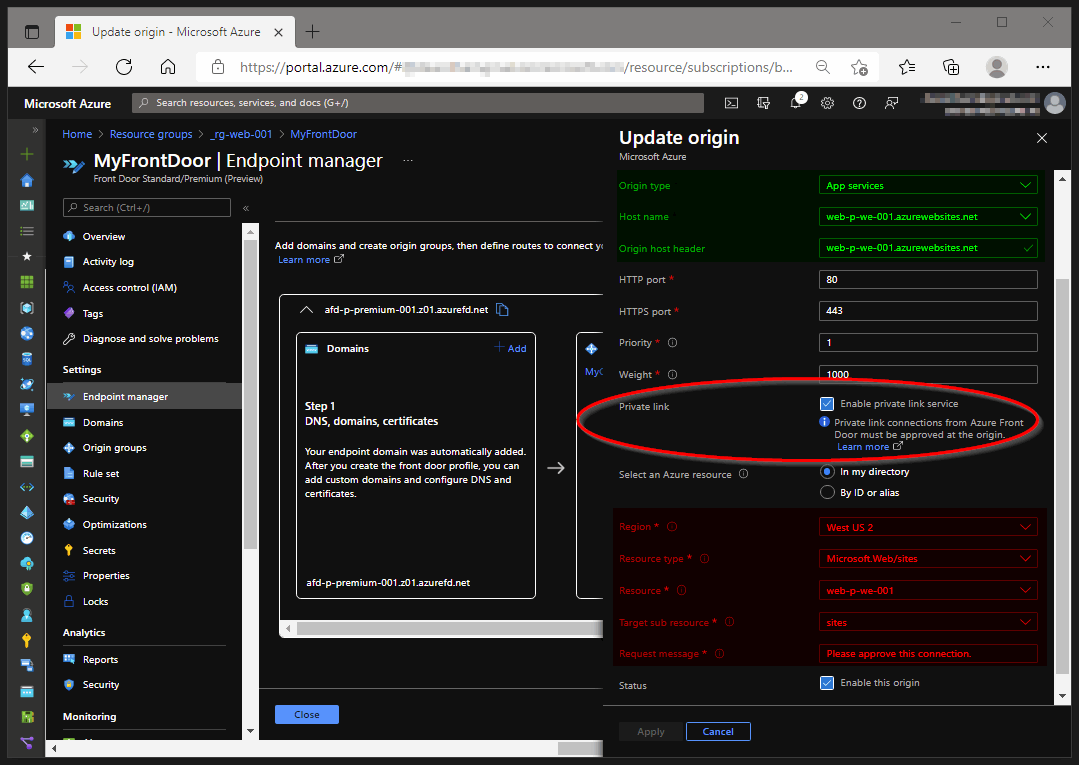 Update origin - Microsoft Azure
https://portal.azure.com/#
/resource/subscriptions/b...
Microsoft Azure
Search resources, services, and docs (G+/)
2
Home > Resource groups > _rg-web-001 > MyFrontDoor
MyFrontDoor | Endpoint manager ...
Front Door Standard/Premium (Preview)
Search (Ctrl+/)
«
»
Overview
Activity log
Access control (IAM)
Tags
Diagnose and solve problems
Settings
Endpoint manager
Domains
Origin groups
Rule set
Security
Optimizations
Secrets
Properties
Locks
Analytics
Reports
Security
Monitoring
Add domains and create origin groups, then define routes to connect yo
Learn more
afd-p-premium-001.z01.azurefd.net
Domains
+ Add
Step 1
DNS, domains, certificates
Your endpoint domain was automatically added.
After you create the front door profile, you can
add custom domains and configure DNS and
certificates.
afd-p-premium-001.z01.azurefd.net
MyO
Close
Update origin
Microsoft Azure
Origin type
App services
Host name
web-p-we-001.azurewebsites.net
Origin host header
web-p-we-001.azurewebsites.net
HTTP port *
80
HTTPS port *
443
Priority *
1
Weight *
1000
Private link
Enable private link service
Private link connections from Azure Front
Door must be approved at the origin.
Learn more
Select an Azure resource
In my directory
By ID or alias
Region *
West US 2
Resource type *
Microsoft.Web/sites
Resource *
web-p-we-001
Target sub resource *
sites
Request message *
Please approve this connection.
Status
Enable this origin
Apply
Cancel